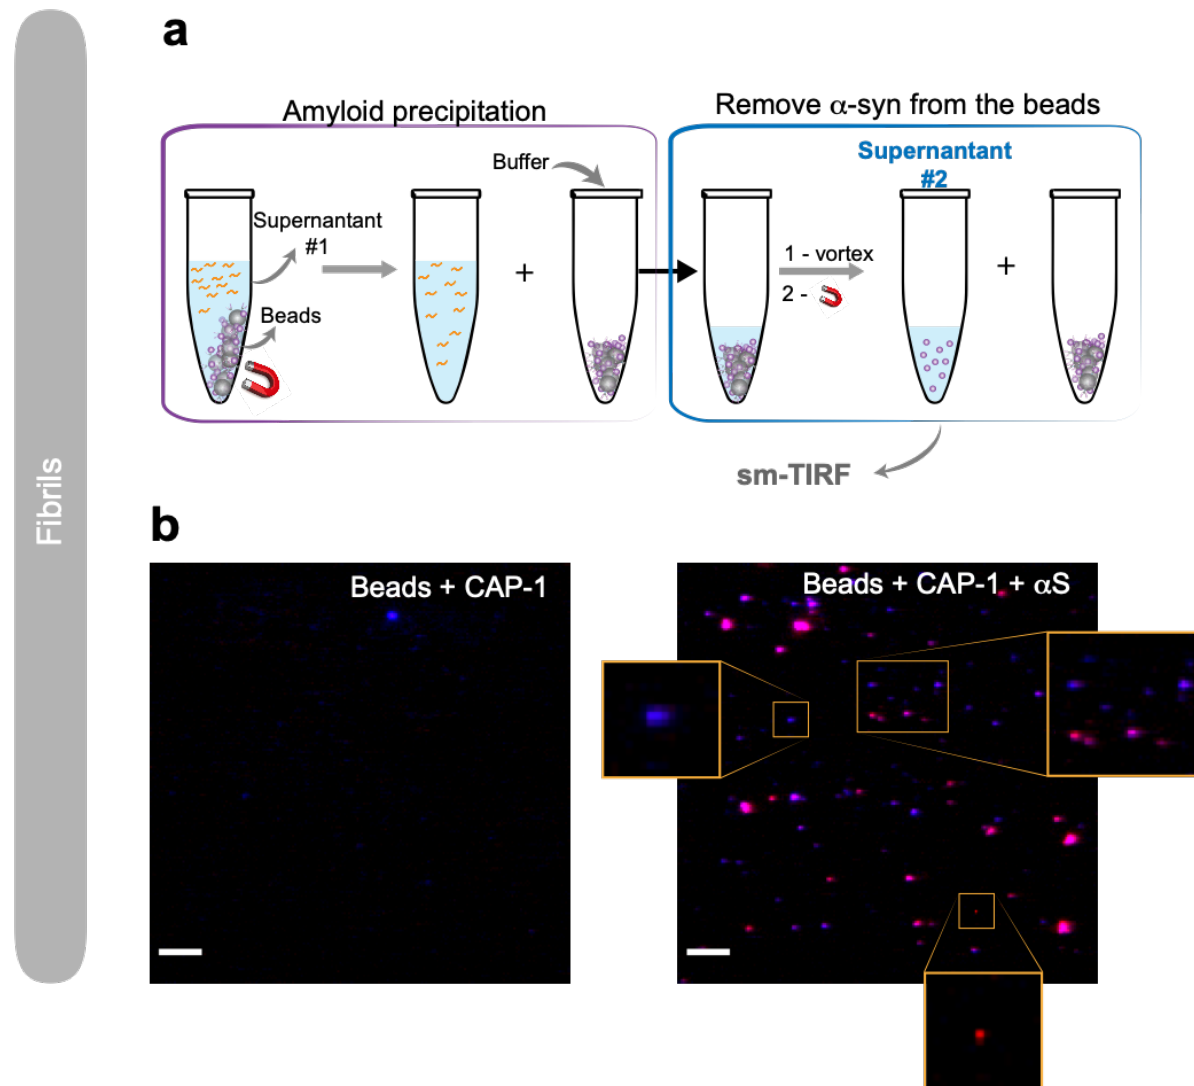 a
Amyloid precipitation
Remove α-syn from the beads
Buffer
Supernantant
#2
Supernantant
#1
Beads
+
1 - vortex
2 -
+
sm-TIRF
Fibrils
b
Beads + CAP-1
Beads + CAP-1 + αS